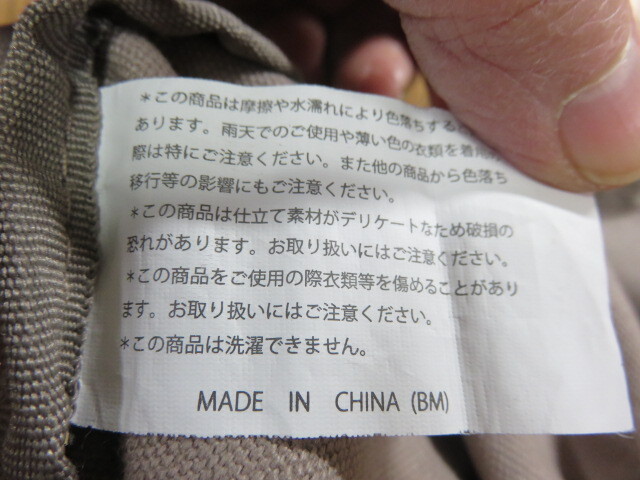 *この商品は摩擦や水濡れにより色落ちする
あります。雨天でのご使用や薄い色の衣類を着用
際は特にご注意ください。また他の商品から色落ち
移行等の影響にもご注意ください。
*この商品は仕立て素材がデリケートなため破損の
恐れがあります。お取り扱いにはご注意ください。
*この商品をご使用の際衣類等を傷めることがあり
ます。お取り扱いにはご注意ください。
*この商品は洗濯できません。
MADE IN CHINA (BM)